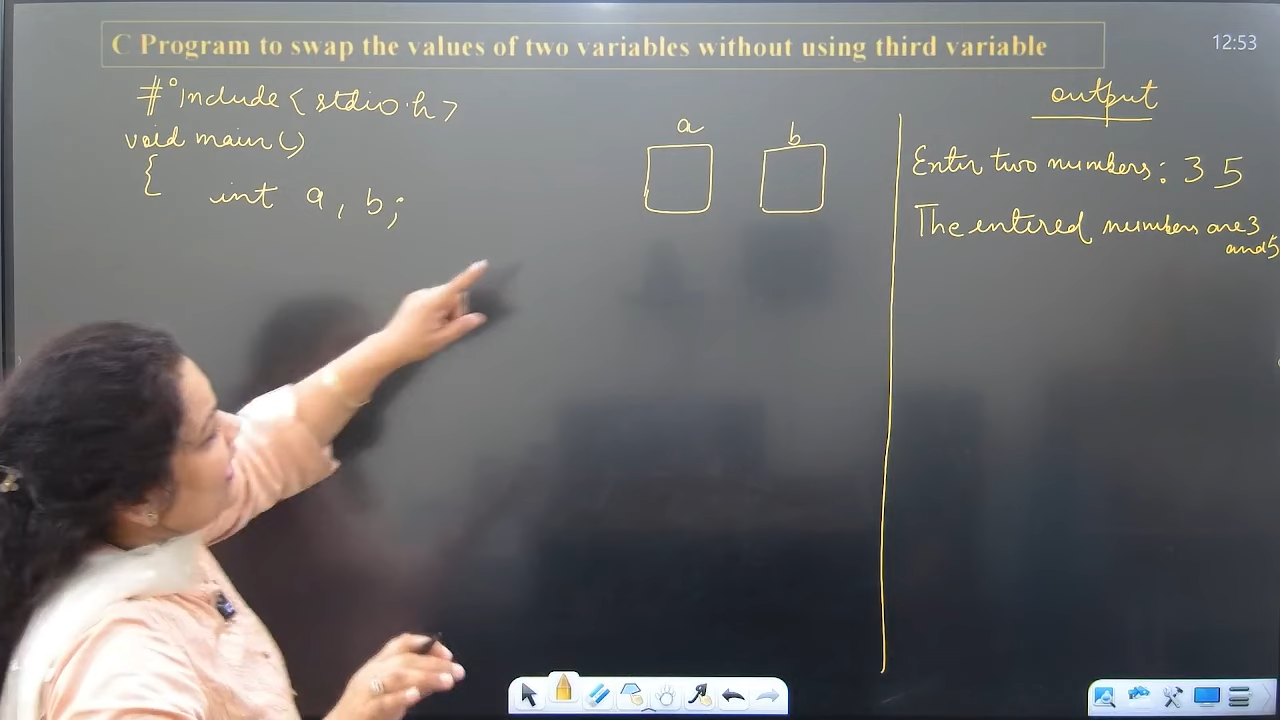 C Program to swap the values of two variables without using third variable
12:53
#include<stdio.h>
void main()
{
int a, b;
a
b
output
Enter two numbers: 3 5
The entired numbers are 3
and 5